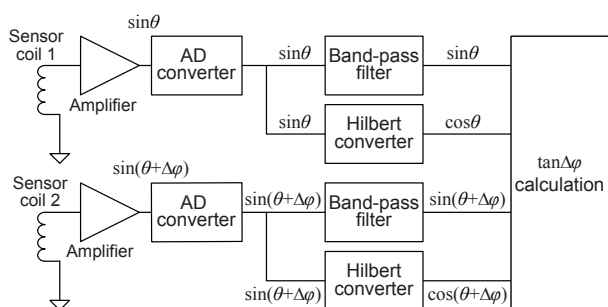 sinθ
Sensor
coil 1
Amplifier
AD
converter
sinθ
Band-pass
filter
sinθ
sinθ
Hilbert
converter
cosθ
tanΔφ
calculation
Sensor
coil 2
Amplifier
sin(θ+Δφ)
AD
converter
sin(θ+Δφ)
Band-pass
filter
sin(θ+Δφ)
sin(θ+Δφ)
Hilbert
converter
cos(θ+Δφ)